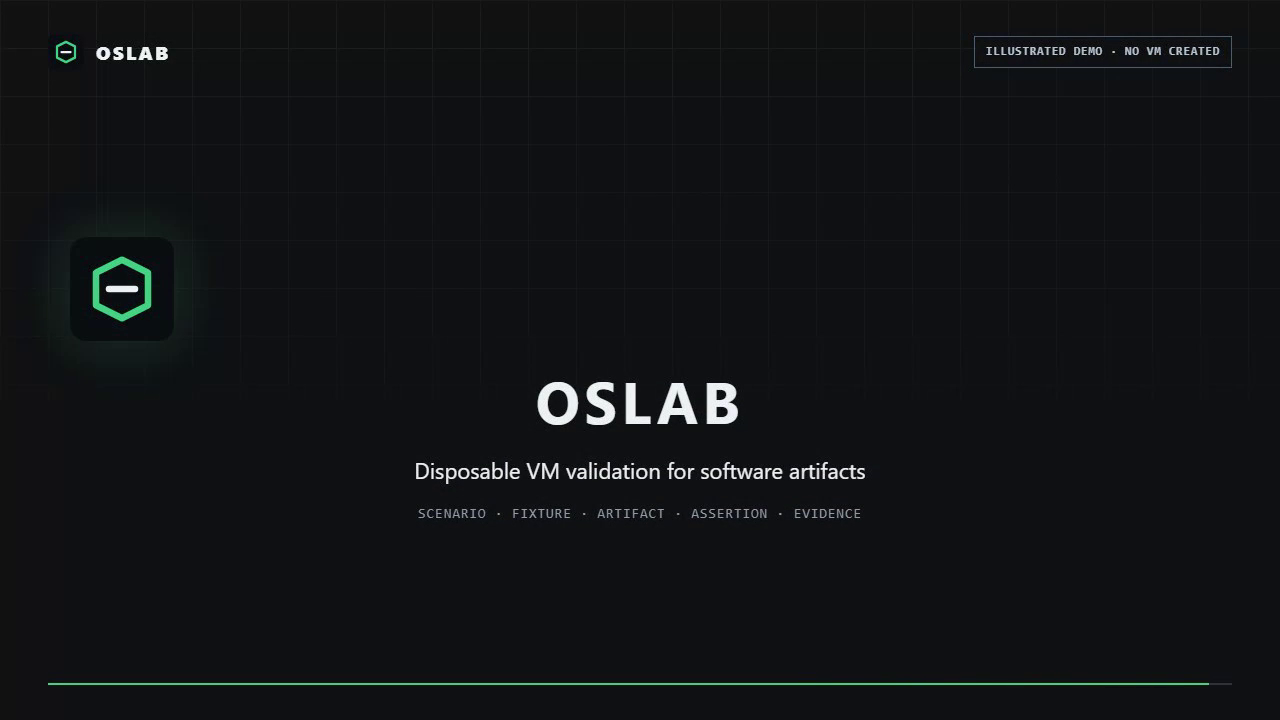 OSLAB
ILLUSTRATED DEMO · NO VM CREATED
OSLAB
Disposable VM validation for software artifacts
SCENARIO · FIXTURE · ARTIFACT · ASSERTION · EVIDENCE